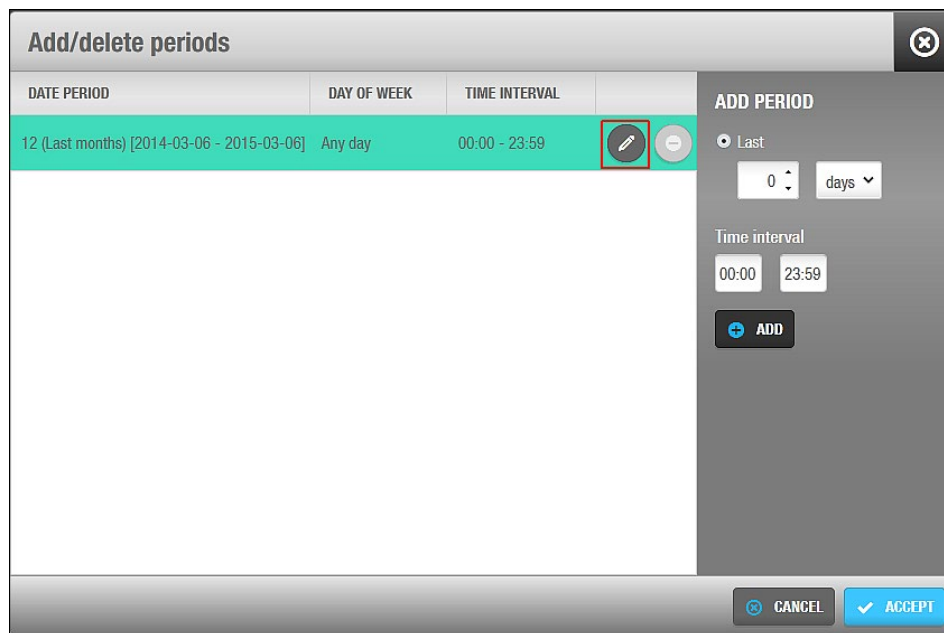 Add/delete periods
DATE PERIOD DAY OF WEEK TIME INTERVAL
12 (Last months) [2014-03-06 - 2015-03-06] Any day 00:00 - 23:59
ADD PERIOD
Last
0 days
Time interval
00:00 23:59
ADD
CANCEL ACCEPT